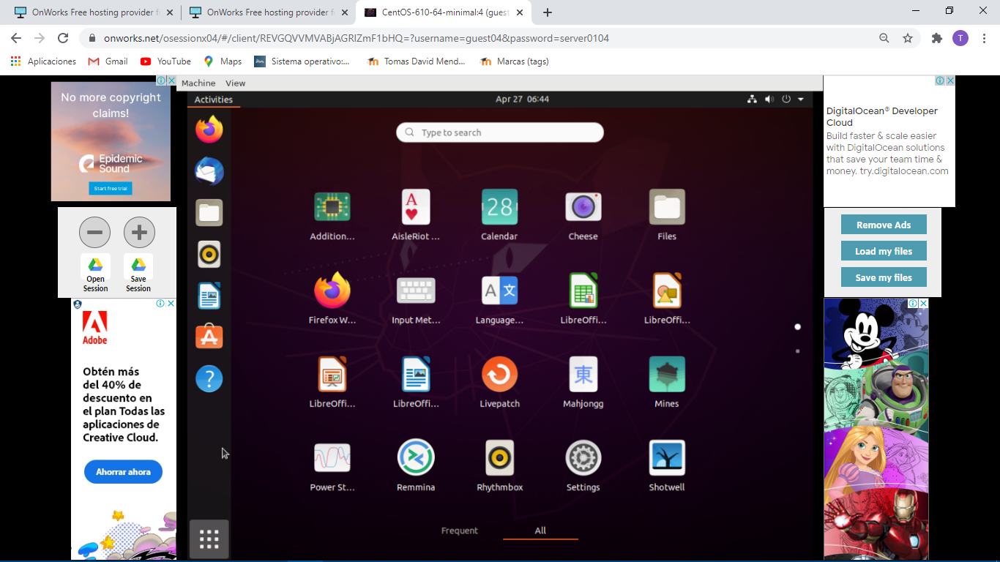 OnWorks Free hosting provider f
OnWorks Free hosting provider f
CentOS-610-64-minimal:4 (guest
onworks.net/osessionx04/#/client/REVGQVVMVABjAGRlZmF1bHQ=?username=guest04&password=server0104
T
Aplicaciones
Gmail
YouTube
Maps
Sistema operativo:...
Tomas David Mend...
Marcas (tags)
Machine View
Activities
Apr 27 06:44
Type to search
28
Addition...
AisleRiot ...
Calendar
Cheese
Files
A 文
Firefox W...
Input Met...
Language...
LibreOffi...
LibreOffi...
東
LibreOffi...
LibreOffi...
Livepatch
Mahjongg
Mines
Power St...
Remmina
Rhythmbox
Settings
Shotwell
Frequent
All
No more copyright
claims!
Epidemic
Sound
Start free trial
Open
Session
Save
Session
Adobe
Obtén más
del 40% de
descuento en
el plan Todas las
aplicaciones de
Creative Cloud.
Ahorrar ahora
DigitalOcean® Developer
Cloud
Build faster & scale easier
with DigitalOcean solutions
that save your team time &
money. try.digitalocean.com
Remove Ads
Load my files
Save my files